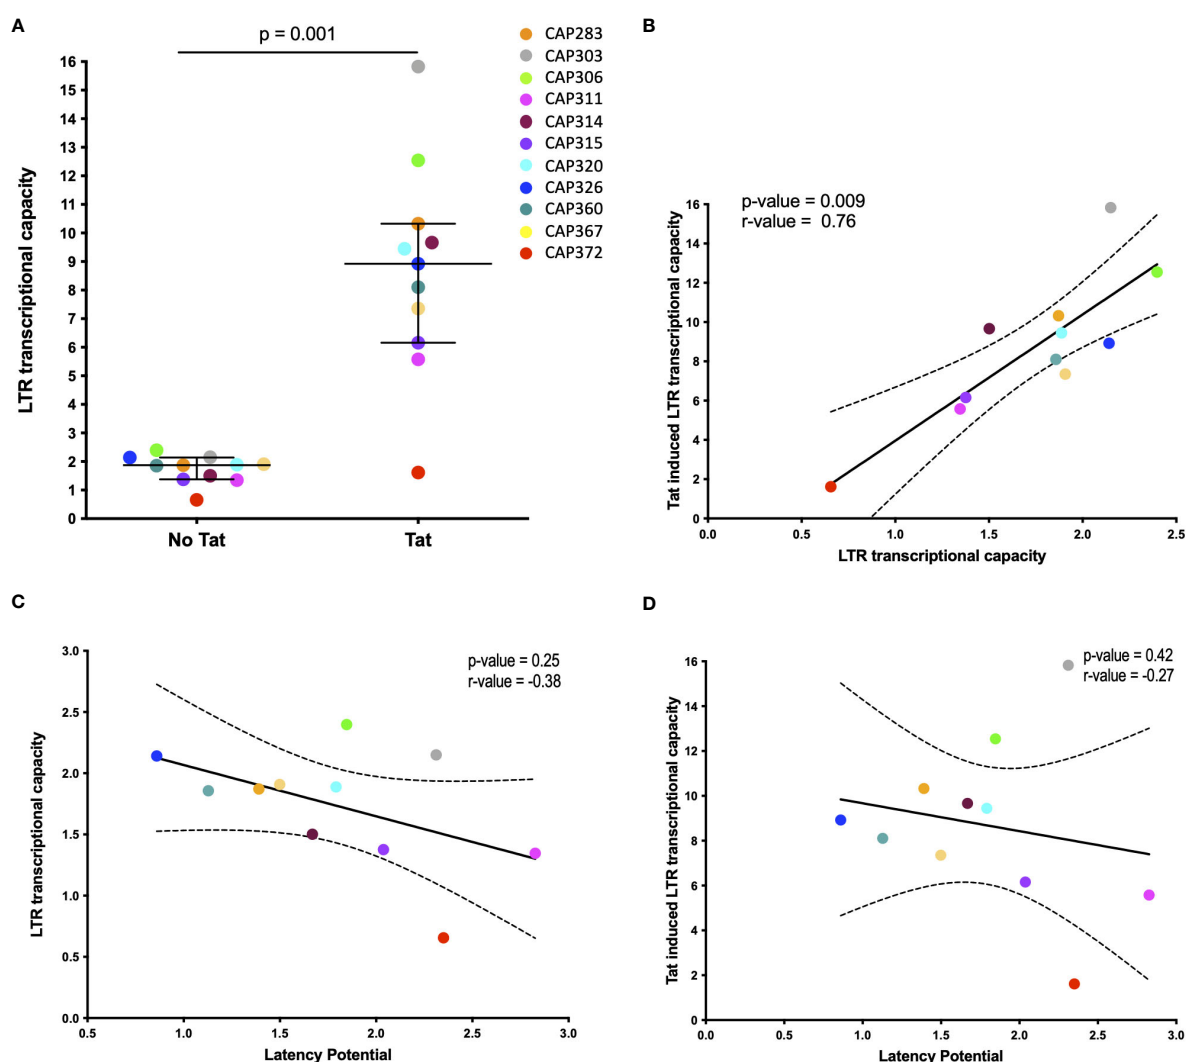 A
p = 0.001
CAP283
CAP303
CAP306
CAP311
CAP314
CAP315
CAP320
CAP326
CAP360
CAP367
CAP372
LTR transcriptional capacity
16
15
14
13
12
11
10
9
8
7
6
5
4
3
2
1
0
No Tat
Tat
B
p-value = 0.009
r-value = 0.76
Tat induced LTR transcriptional capacity
16
14
12
10
8
6
4
2
0
0.0
0.5
1.0
1.5
2.0
2.5
LTR transcriptional capacity
C
p-value = 0.25
r-value = -0.38
LTR transcriptional capacity
3.0
2.5
2.0
1.5
1.0
0.5
0.0
0.5
1.0
1.5
2.0
2.5
3.0
Latency Potential
D
p-value = 0.42
r-value = -0.27
Tat induced LTR transcriptional capacity
16
14
12
10
8
6
4
2
0
0.0
0.5
1.0
1.5
2.0
2.5
3.0
Latency Potential